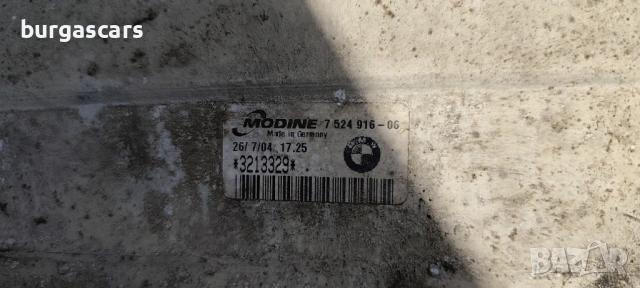 burgascars
MODINE 7 524 916-06
Made in Germany
26/ 7/04 17.25
BMW
*3213329*
BAZAR